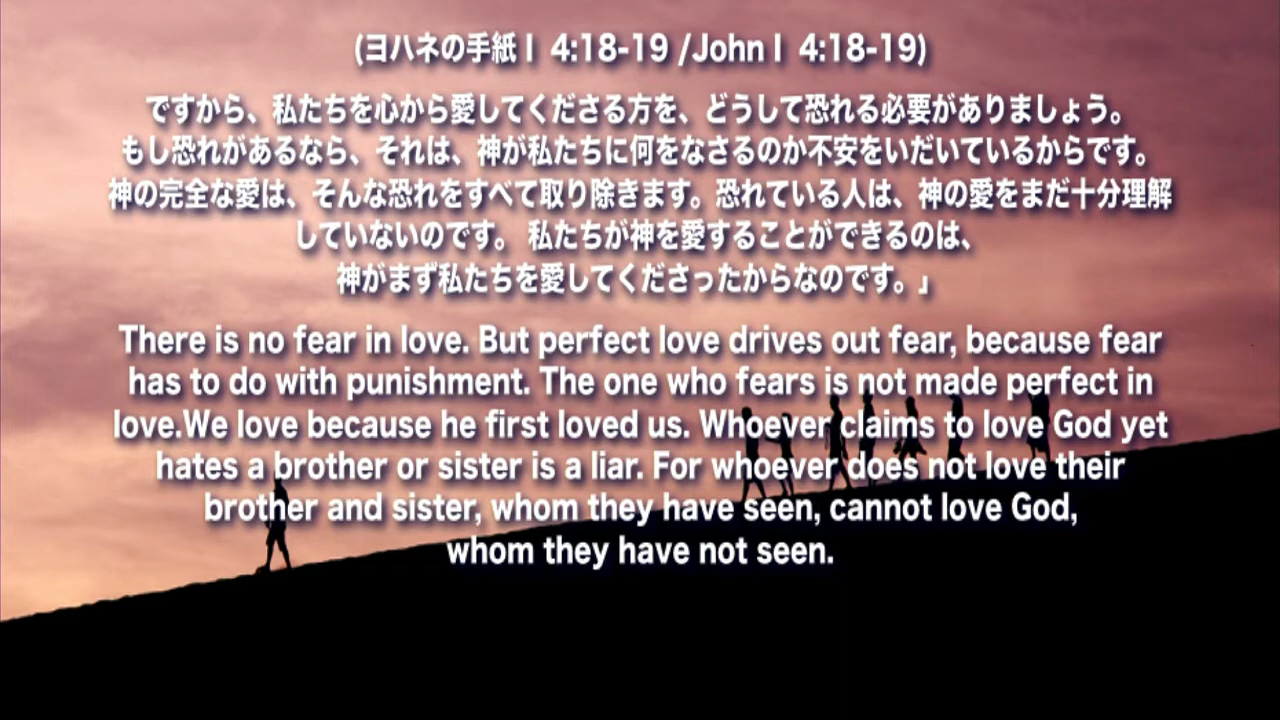 (ヨハネの手紙Ⅰ 4:18-19 /JohnⅠ 4:18-19)
ですから、私たちを心から愛してくださる方を、どうして恐れる必要がありましょう。
もし恐れがあるなら、それは、神が私たちに何をなさるのか不安をいだいているからです。
神の完全な愛は、そんな恐れをすべて取り除きます。恐れている人は、神の愛をまだ十分理解
していないのです。 私たちが神を愛することができるのは、
神がまず私たちを愛してくださったからなのです。」
There is no fear in love. But perfect love drives out fear, because fear
has to do with punishment. The one who fears is not made perfect in
love.We love because he first loved us. Whoever claims to love God yet
hates a brother or sister is a liar. For whoever does not love their
brother and sister, whom they have seen, cannot love God,
whom they have not seen.